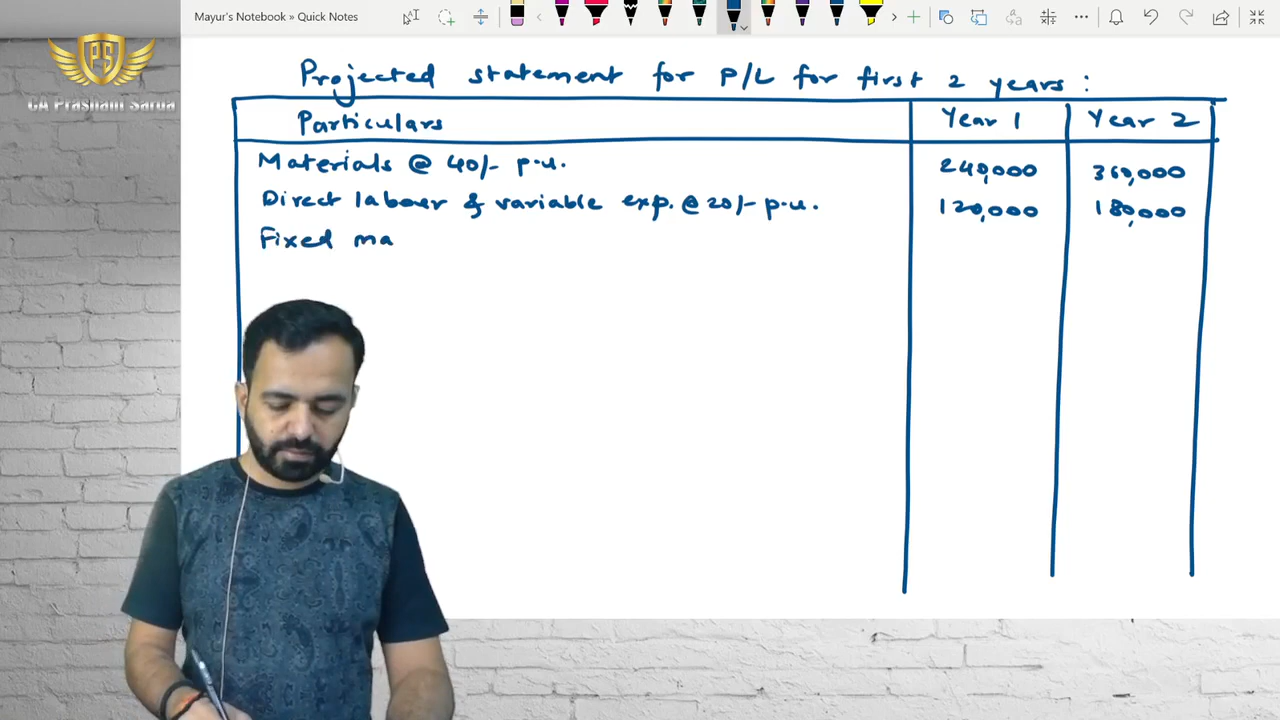 Mayur's Notebook » Quick Notes
PS
CA Prashant Sarda
Projected statement for P/L for first 2 years :
Particulars Year 1 Year 2
Materials @ 40/- p.u. 240,000 360,000
Direct labour & variable exp. @ 20/- p.u. 120,000 180,000
Fixed ma